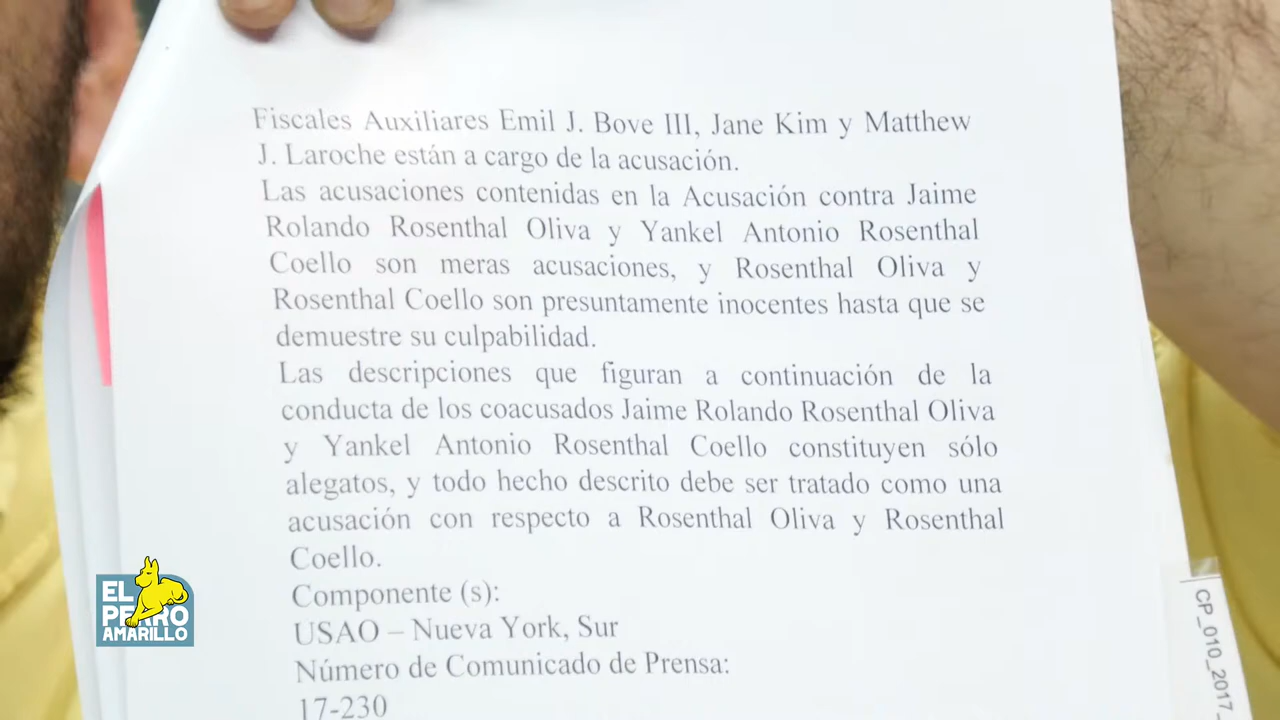 Fiscales Auxiliares Emil J. Bove III, Jane Kim y Matthew
J. Laroche están a cargo de la acusación.
Las acusaciones contenidas en la Acusación contra Jaime
Rolando Rosenthal Oliva y Yankel Antonio Rosenthal
Coello son meras acusaciones, y Rosenthal Oliva y
Rosenthal Coello son presuntamente inocentes hasta que se
demuestre su culpabilidad.
Las descripciones que figuran a continuación de la
conducta de los coacusados Jaime Rolando Rosenthal Oliva
y Yankel Antonio Rosenthal Coello constituyen sólo
alegatos, y todo hecho descrito debe ser tratado como una
acusación con respecto a Rosenthal Oliva y Rosenthal
Coello.
Componente (s):
USAO – Nueva York, Sur
Número de Comunicado de Prensa:
17-230
CP_010_2017_
EL
PERRO
AMARILLO